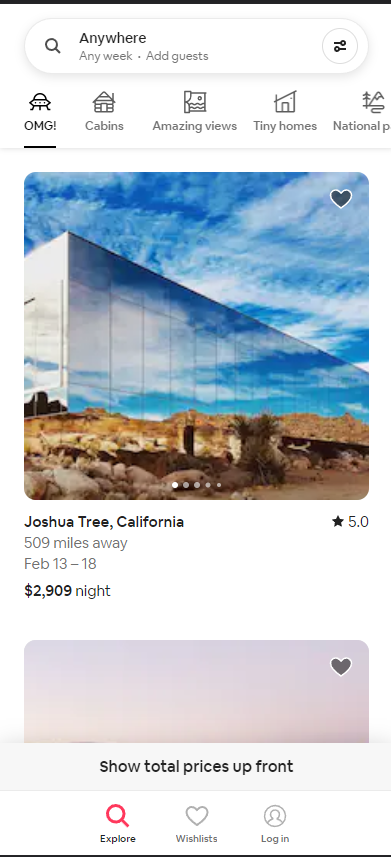 Anywhere
Any week • Add guests
OMG!
Cabins
Amazing views
Tiny homes
National p
Joshua Tree, California
★ 5.0
509 miles away
Feb 13 – 18
$2,909 night
Show total prices up front
Explore
Wishlists
Log in